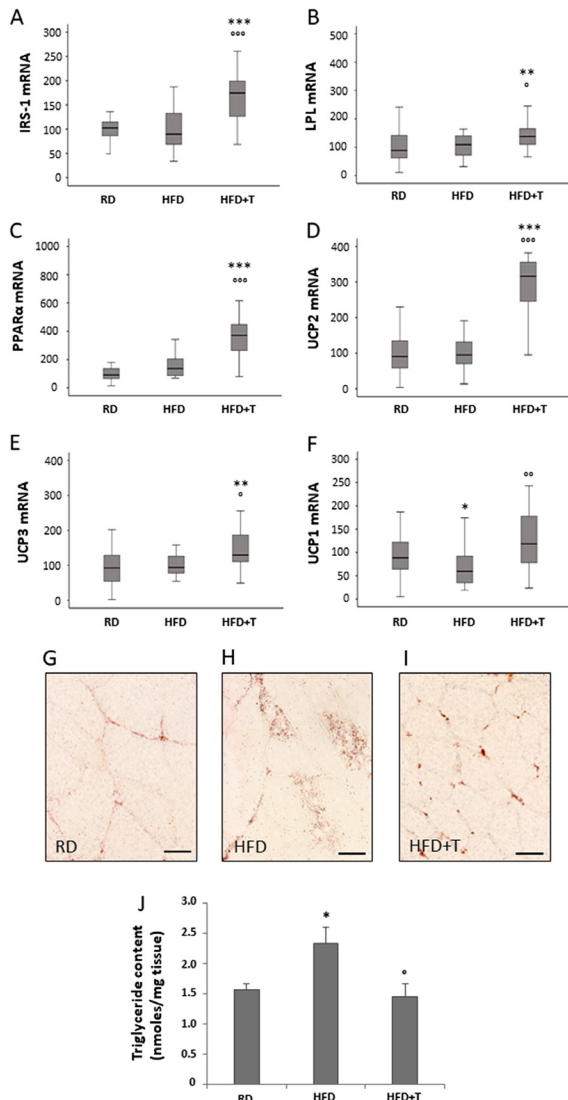 A
IRS-1 mRNA
300
250
200
150
100
50
0
***
°°°
RD HFD HFD+T
B
LPL mRNA
500
400
300
200
100
0
**
°
RD HFD HFD+T
C
PPARα mRNA
1000
800
600
400
200
0
***
°°°
RD HFD HFD+T
D
UCP2 mRNA
400
300
200
100
0
***
°°°
RD HFD HFD+T
E
UCP3 mRNA
400
300
200
100
0
**
°
RD HFD HFD+T
F
UCP1 mRNA
300
250
200
150
100
50
0
*
°°
RD HFD HFD+T
G
RD
H
HFD
I
HFD+T
J
Triglyceride content
(nmoles/mg tissue)
3.0
2.5
2.0
1.5
1.0
0.5
0
*
°
RD HFD HFD+T